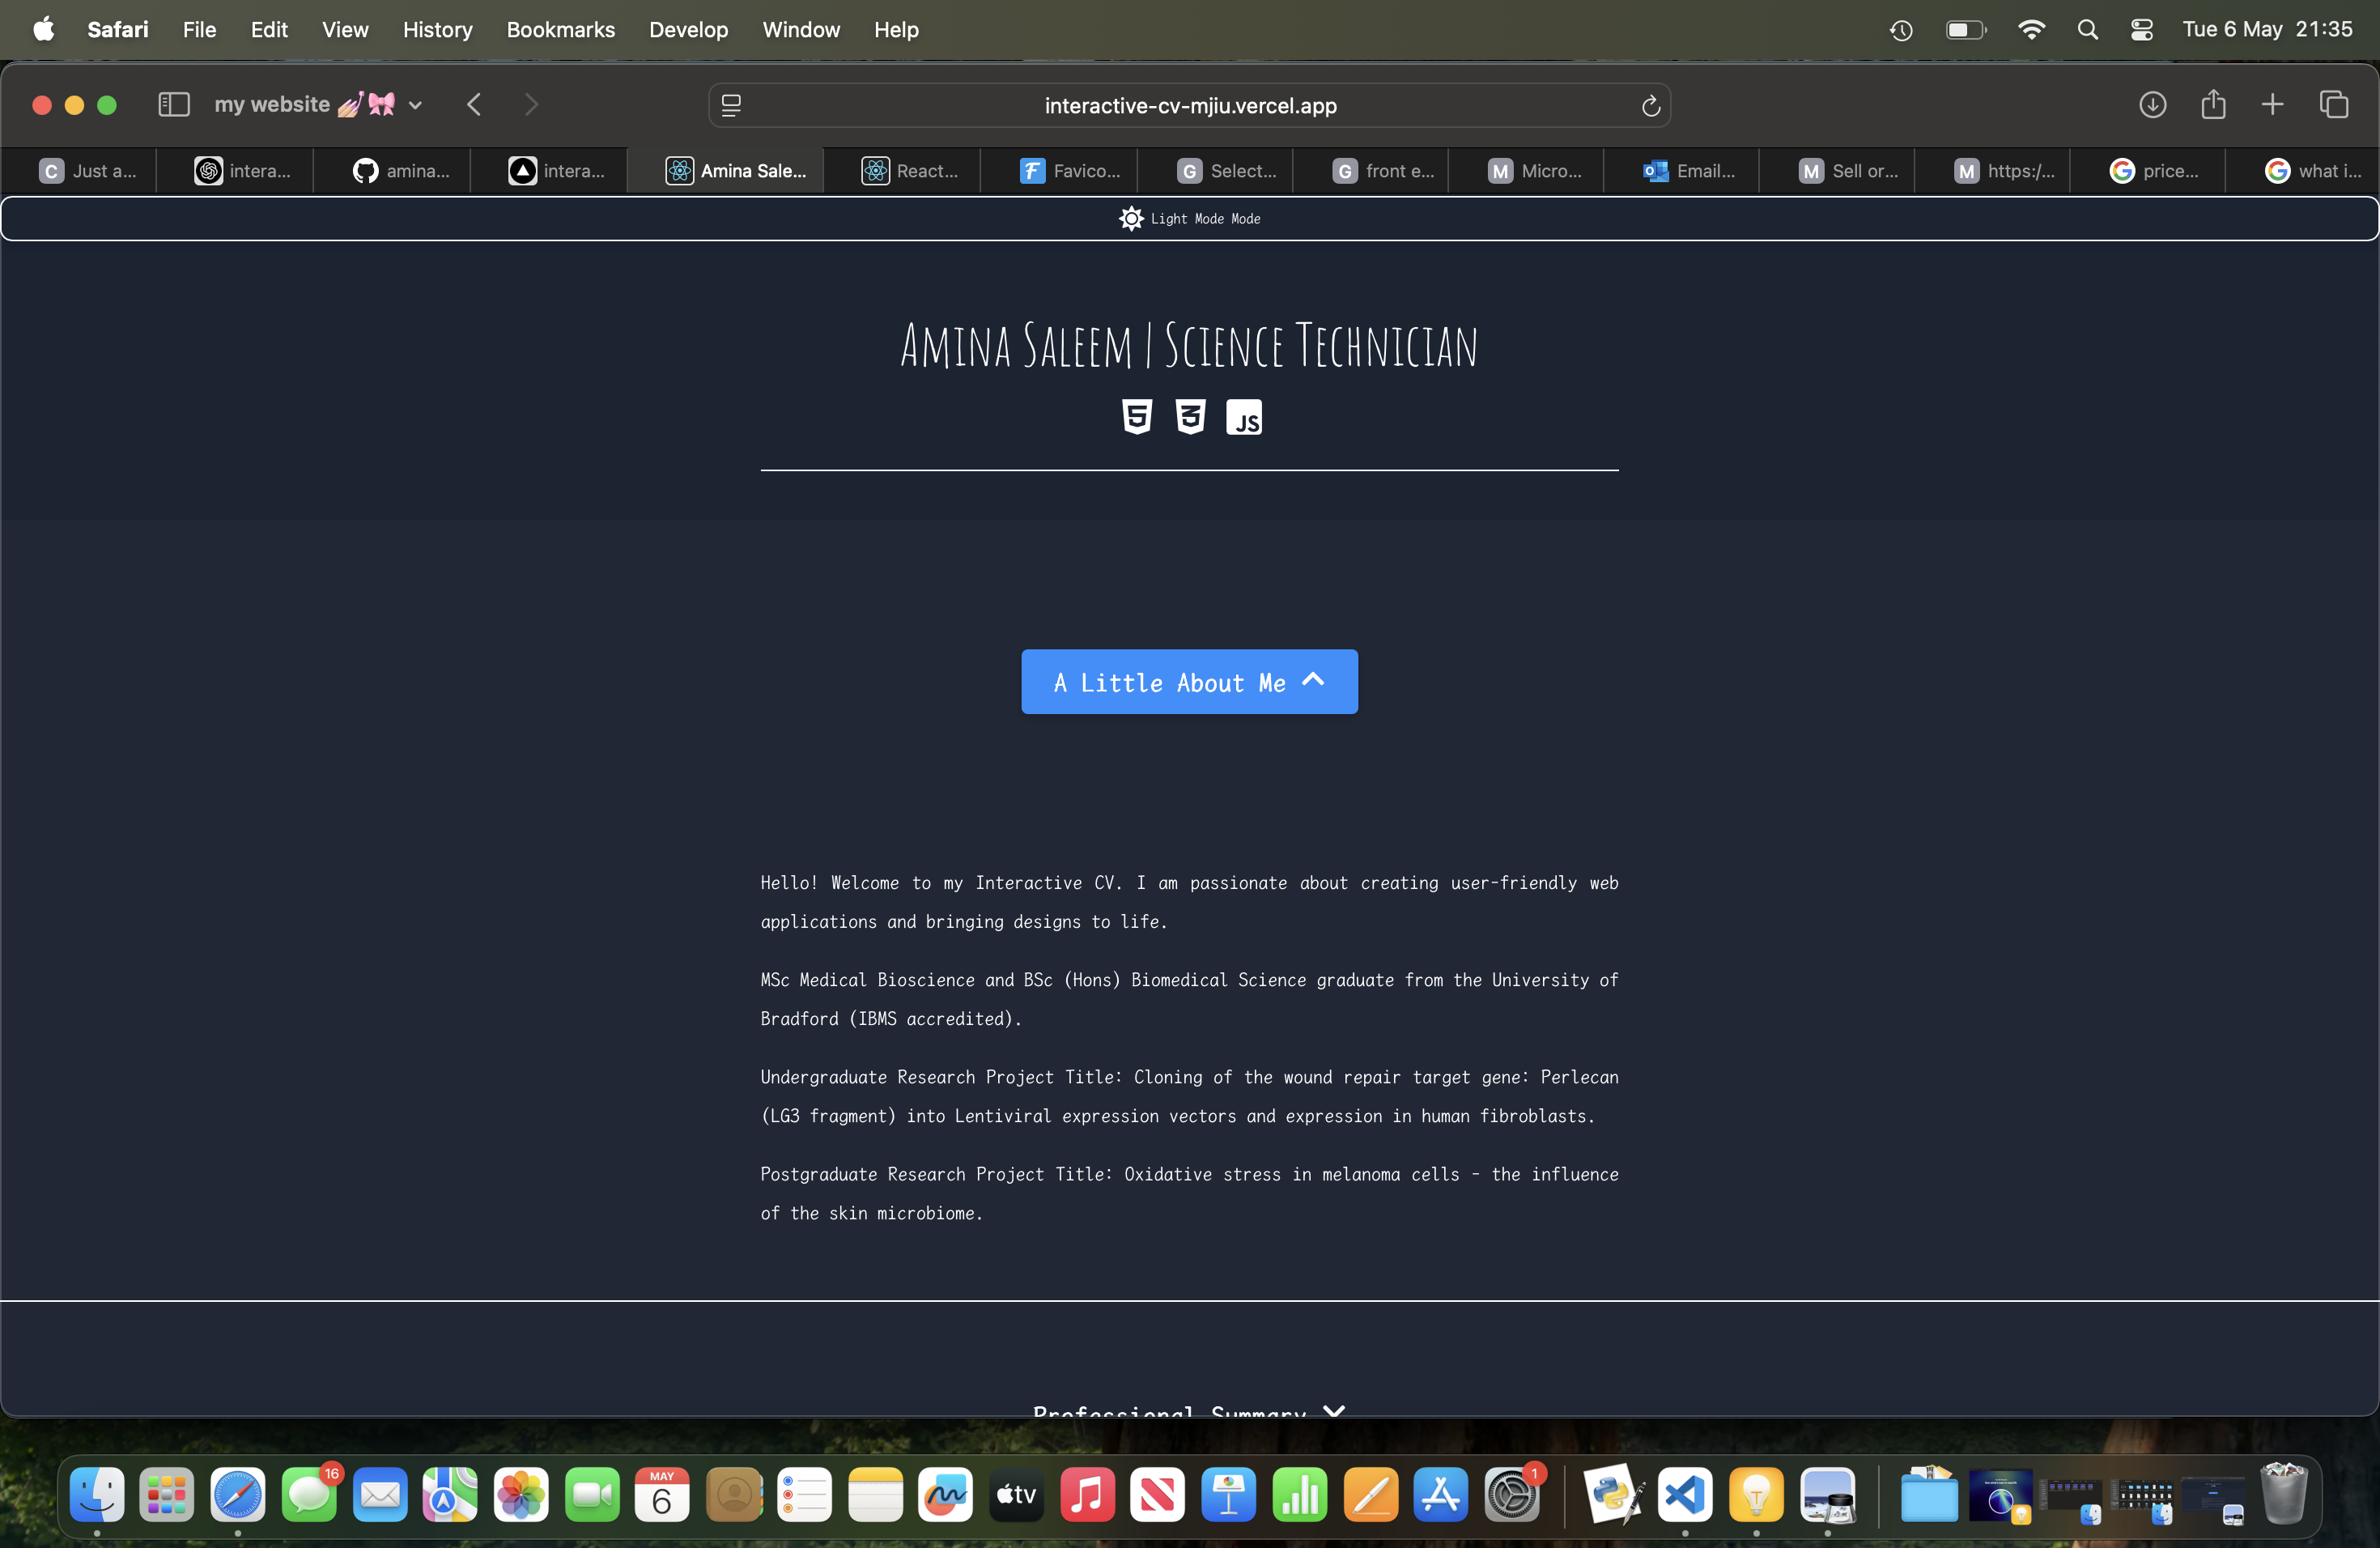 Safari File Edit View History Bookmarks Develop Window Help Tue 6 May 21:35
my website interactive-cv-mjiu.vercel.app
C Just a... intera... amina... intera... Amina Sale... React... F Favico... G Select... G front e... M Micro... Email... M Sell or... M https:/... price... what i...
Light Mode Mode
Amina Saleem | Science Technician
5 3 JS
A Little About Me
Hello! Welcome to my Interactive CV. I am passionate about creating user-friendly web
applications and bringing designs to life.
MSc Medical Bioscience and BSc (Hons) Biomedical Science graduate from the University of
Bradford (IBMS accredited).
Undergraduate Research Project Title: Cloning of the wound repair target gene: Perlecan
(LG3 fragment) into Lentiviral expression vectors and expression in human fibroblasts.
Postgraduate Research Project Title: Oxidative stress in melanoma cells - the influence
of the skin microbiome.
Professional Summary
16 MAY 6 tv 1